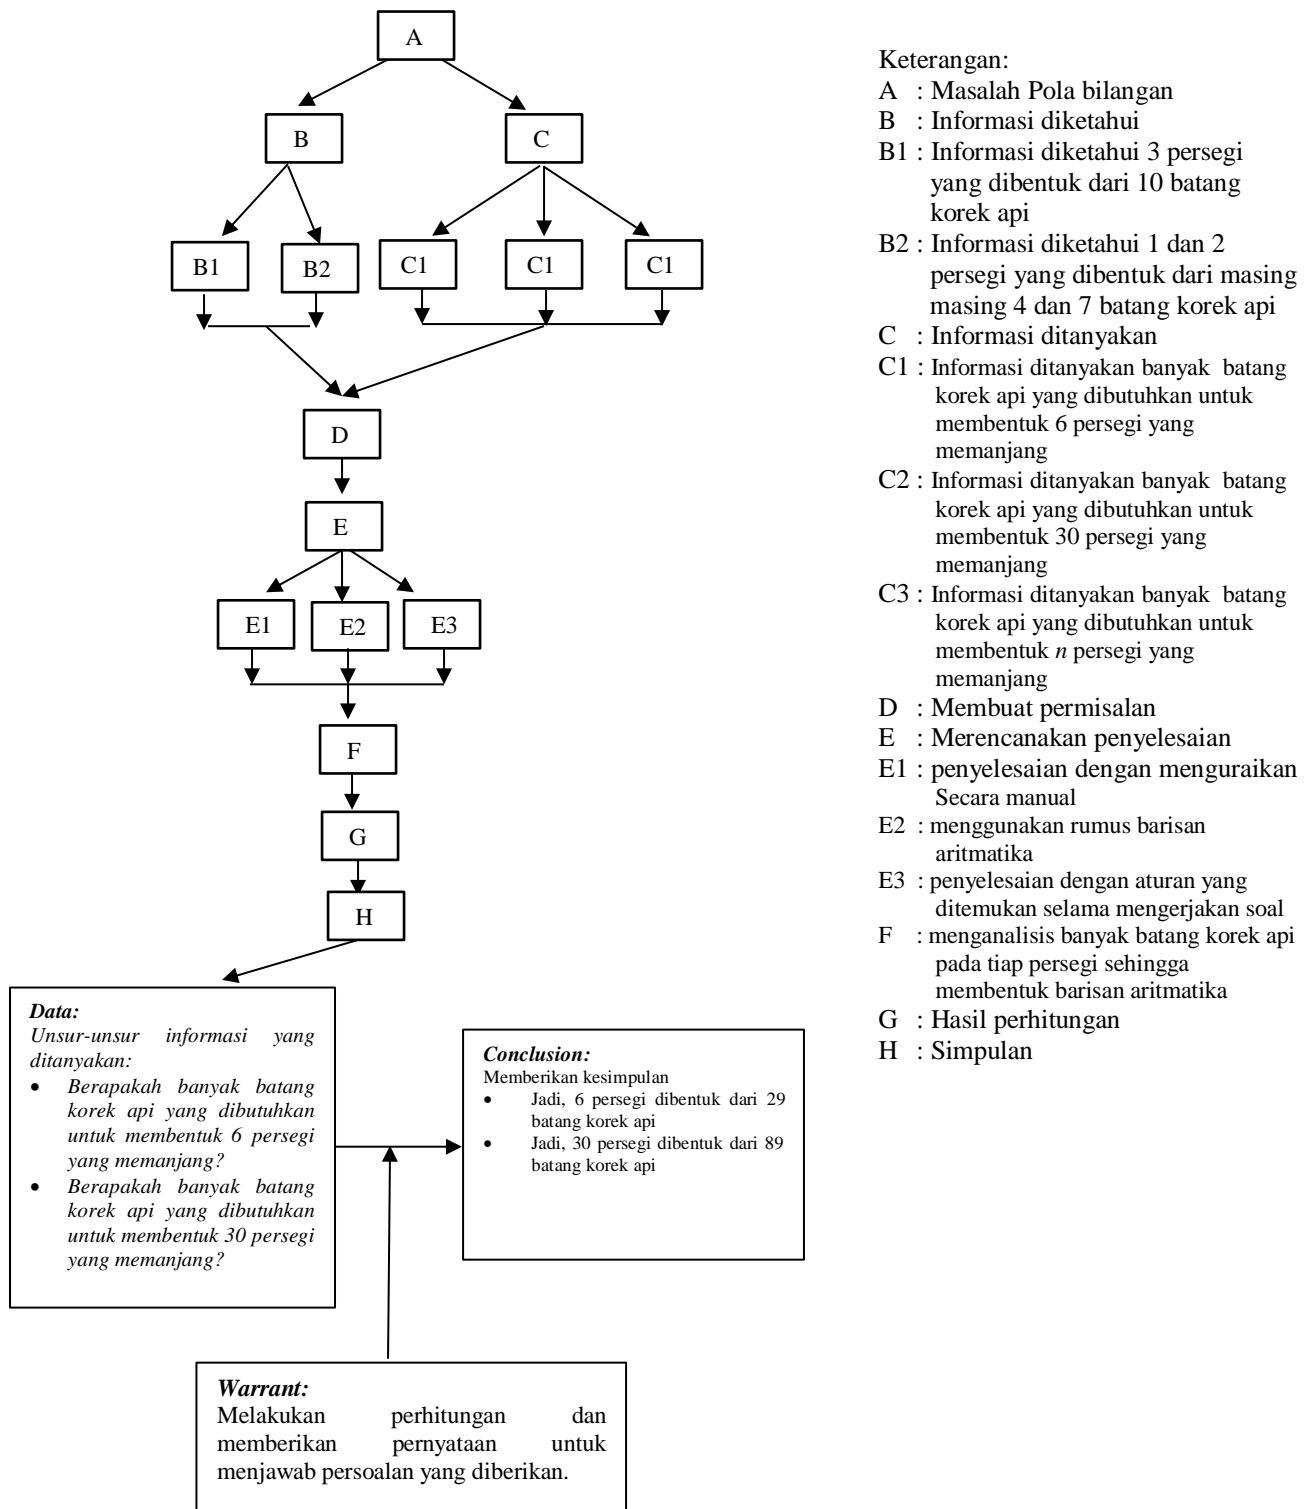 A
B
C
B1
B2
C1
C1
C1
D
E
E1
E2
E3
F
G
H
Data:
Unsur-unsur informasi yang
ditanyakan:
• Berapakah banyak batang
korek api yang dibutuhkan
untuk membentuk 6 persegi
yang memanjang?
• Berapakah banyak batang
korek api yang dibutuhkan
untuk membentuk 30 persegi
yang memanjang?
Conclusion:
Memberikan kesimpulan
• Jadi, 6 persegi dibentuk dari 29
batang korek api
• Jadi, 30 persegi dibentuk dari 89
batang korek api
Warrant:
Melakukan perhitungan dan
memberikan pernyataan untuk
menjawab persoalan yang diberikan.
Keterangan:
A : Masalah Pola bilangan
B : Informasi diketahui
B1 : Informasi diketahui 3 persegi
yang dibentuk dari 10 batang
korek api
B2 : Informasi diketahui 1 dan 2
persegi yang dibentuk dari masing
masing 4 dan 7 batang korek api
C : Informasi ditanyakan
C1 : Informasi ditanyakan banyak batang
korek api yang dibutuhkan untuk
membentuk 6 persegi yang
memanjang
C2 : Informasi ditanyakan banyak batang
korek api yang dibutuhkan untuk
membentuk 30 persegi yang
memanjang
C3 : Informasi ditanyakan banyak batang
korek api yang dibutuhkan untuk
membentuk n persegi yang
memanjang
D : Membuat permisalan
E : Merencanakan penyelesaian
E1 : penyelesaian dengan menguraikan
Secara manual
E2 : menggunakan rumus barisan
aritmatika
E3 : penyelesaian dengan aturan yang
ditemukan selama mengerjakan soal
F : menganalisis banyak batang korek api
pada tiap persegi sehingga
membentuk barisan aritmatika
G : Hasil perhitungan
H : Simpulan